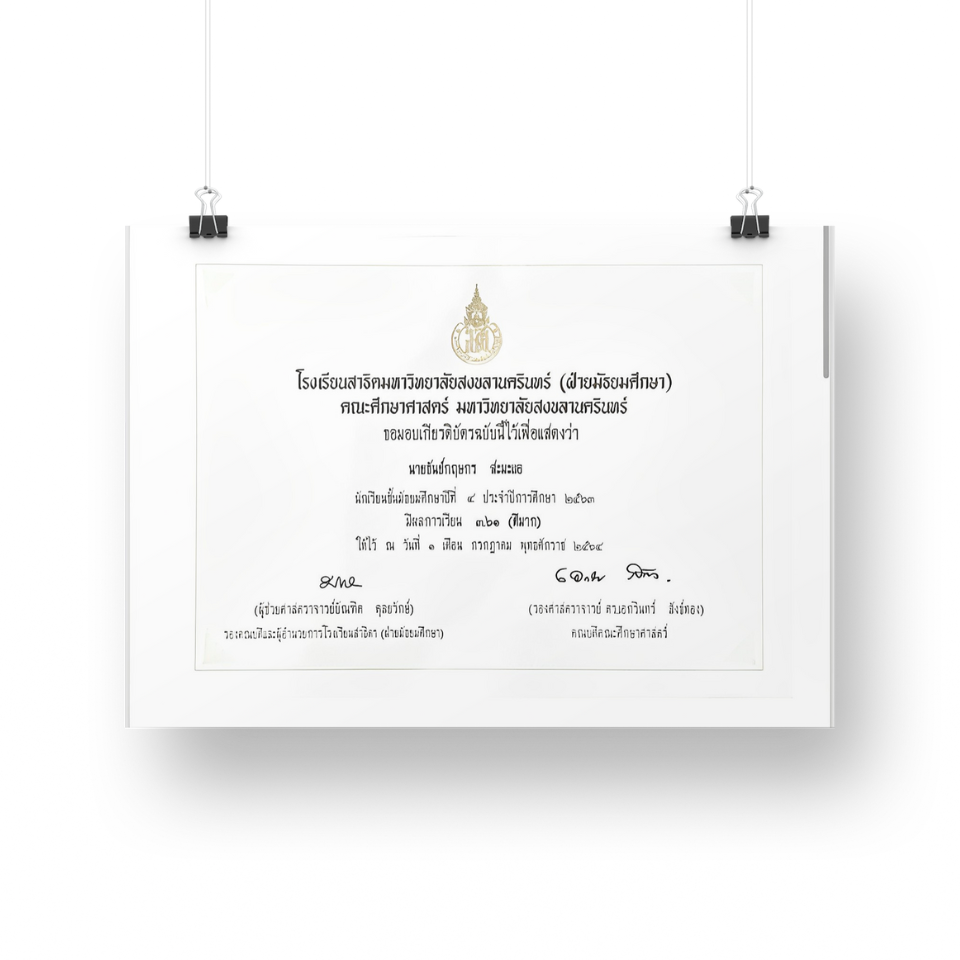 โรงเรียนสาธิตมหาวิทยาลัยสงขลานครินทร์ (ฝ่ายมัธยมศึกษา)
คณะศึกษาศาสตร์ มหาวิทยาลัยสงขลานครินทร์
ขอมอบเกียรติบัตรฉบับนี้ไว้เพื่อแสดงว่า
นายธันย์กฤษกร สะมะแอ
นักเรียนชั้นมัธยมศึกษาปีที่ ๔ ประจำปีการศึกษา ๒๕๖๓
มีผลการเรียน ๓.๖๑ (ดีมาก)
ให้ไว้ ณ วันที่ ๑ เดือน กรกฎาคม พุทธศักราช ๒๕๖๔
(ผู้ช่วยศาสตราจารย์บัณฑิต ดุลยรักษ์)
(รองศาสตราจารย์ ดร.เอกรินทร์ สังข์ทอง)
รองคณบดีและผู้อำนวยการโรงเรียนสาธิตฯ (ฝ่ายมัธยมศึกษา)
คณบดีคณะศึกษาศาสตร์